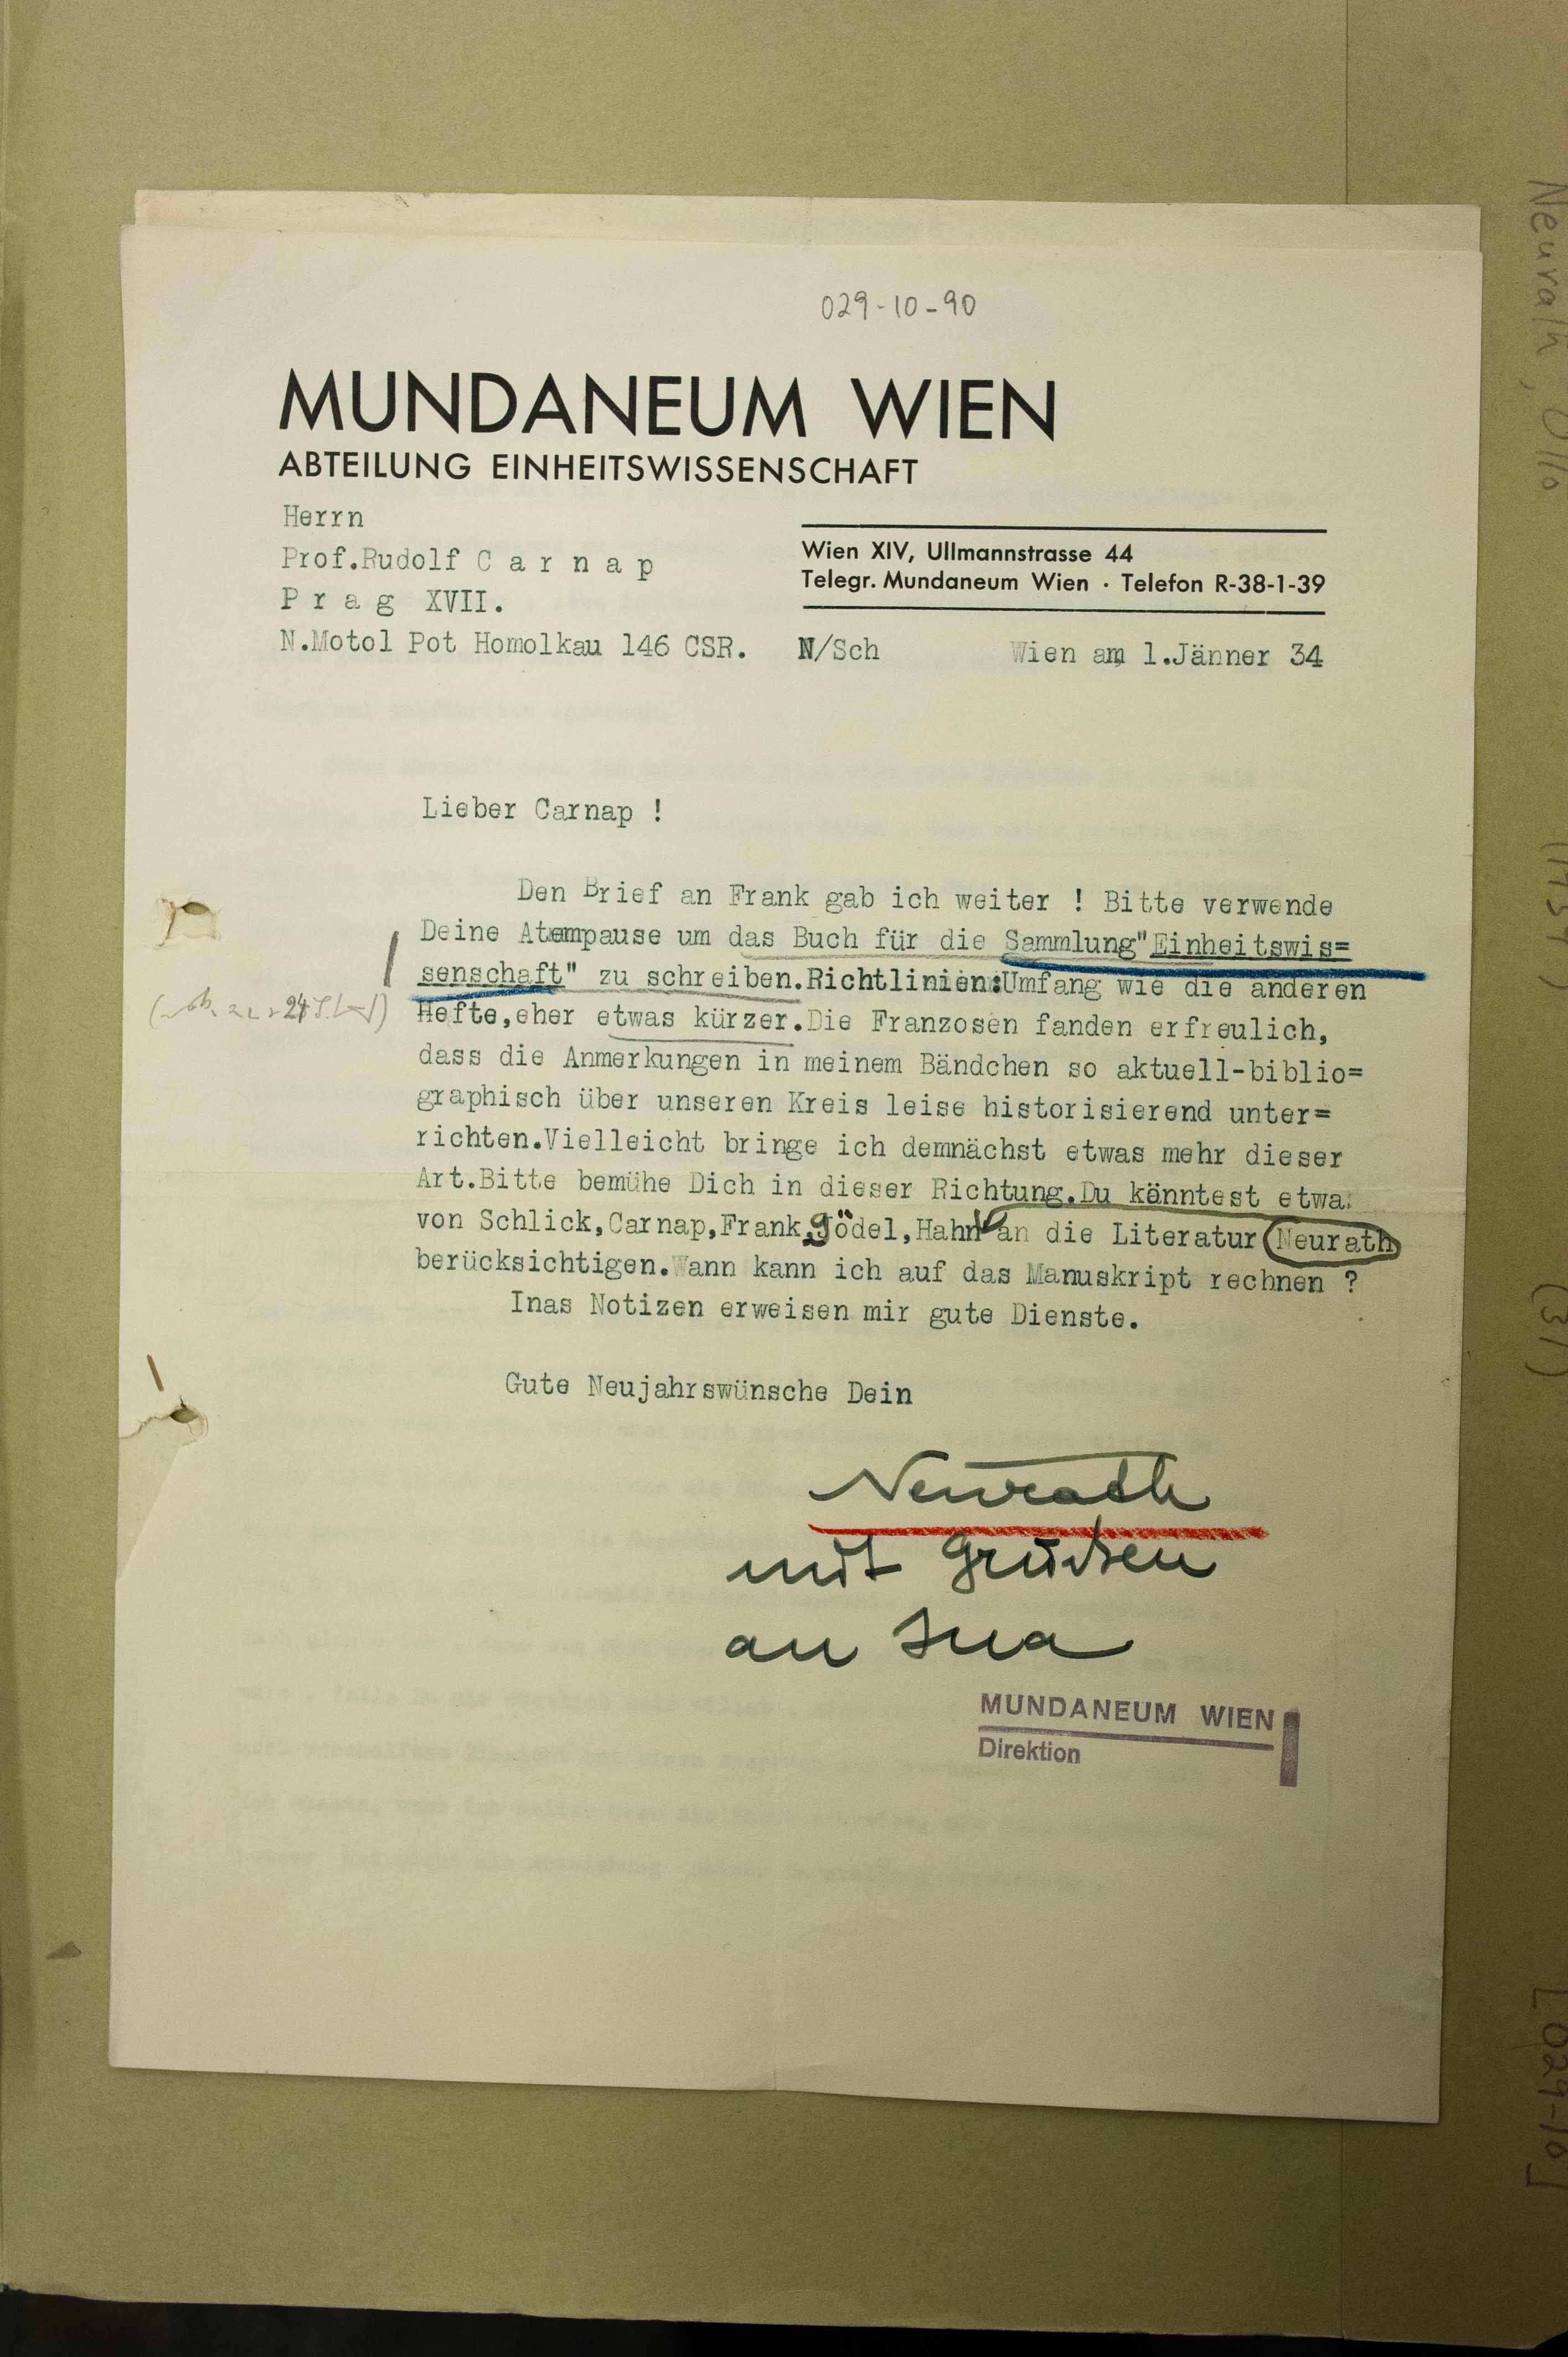 029-10-90
MUNDANEUM WIEN
ABTEILUNG EINHEITSWISSENSCHAFT
Herrn
Prof.Rudolf C a r n a p
P r a g XVII.
N.Motol Pot Homolkau 146 CSR.
Wien XIV, Ullmannstrasse 44
Telegr. Mundaneum Wien · Telefon R-38-1-39
N/Sch Wien am 1.Jänner 34
Lieber Carnap !
Den Brief an Frank gab ich weiter ! Bitte verwende
Deine Atempause um das Buch für die Sammlung"Einheitswis=
senschaft" zu schreiben.Richtlinien:Umfang wie die anderen
Hefte,eher etwas kürzer.Die Franzosen fanden erfreulich,
dass die Anmerkungen in meinem Bändchen so aktuell-biblio=
graphisch über unseren Kreis leise historisierend unter=
richten.Vielleicht bringe ich demnächst etwas mehr dieser
Art.Bitte bemühe Dich in dieser Richtung.Du känntest etwa
von Schlick,Carnap,Frank,Gödel,Hahn an die Literatur Neurath
berücksichtigen.Wann kann ich auf das Manuskript rechnen ?
Inas Notizen erweisen mir gute Dienste.
Gute Neujahrswünsche Dein
Neurath
mit Grüssen
an Ina
MUNDANEUM WIEN
Direktion
24
Neurath, Otto
(1934)
(31)
[029-10]